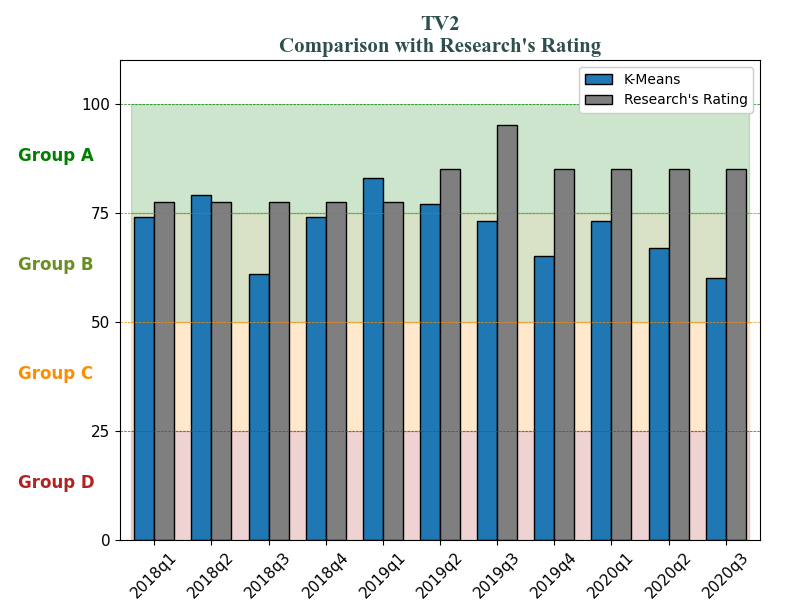 TV2
Comparison with Research's Rating
K-Means
Research's Rating
100
Group A
75
Group B
50
Group C
25
Group D
0
2018q1 2018q2 2018q3 2018q4 2019q1 2019q2 2019q3 2019q4 2020q1 2020q2 2020q3